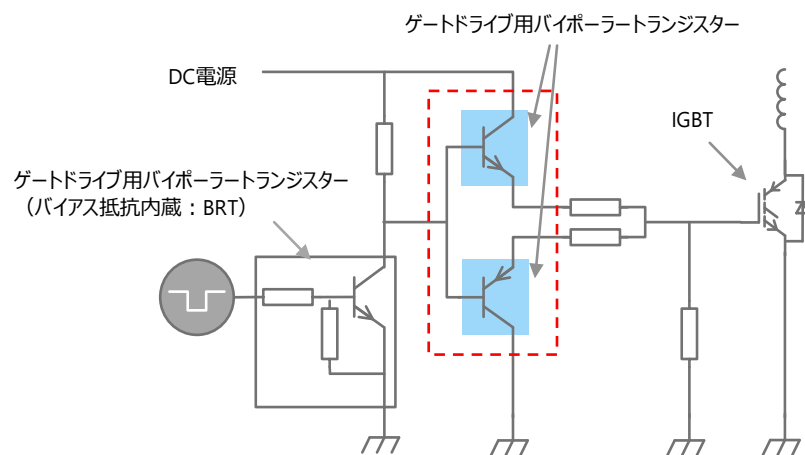 ゲートドライブ用バイポーラートランジスター
DC電源
IGBT
ゲートドライブ用バイポーラートランジスター
（バイアス抵抗内蔵：BRT）